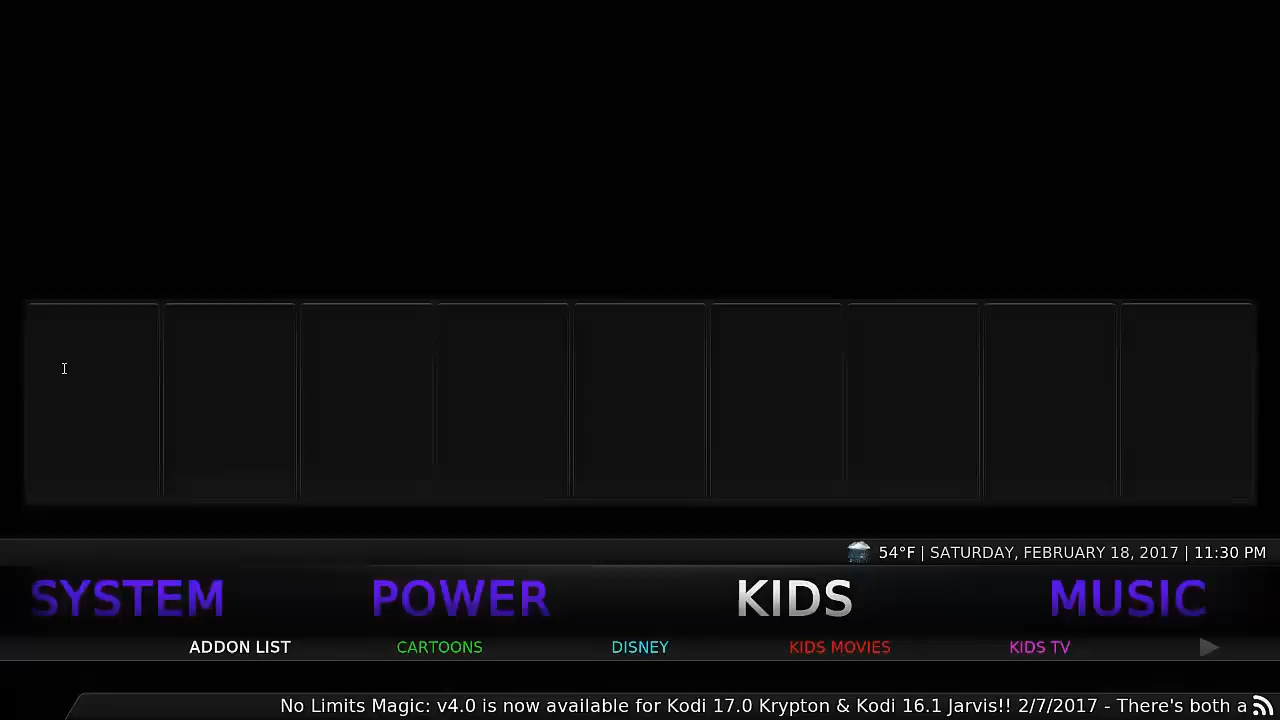 54°F | SATURDAY, FEBRUARY 18, 2017 | 11:30 PM
SYSTEM POWER KIDS MUSIC
ADDON LIST CARTOONS DISNEY KIDS MOVIES KIDS TV
No Limits Magic: v4.0 is now available for Kodi 17.0 Krypton & Kodi 16.1 Jarvis!! 2/7/2017 - There's both a